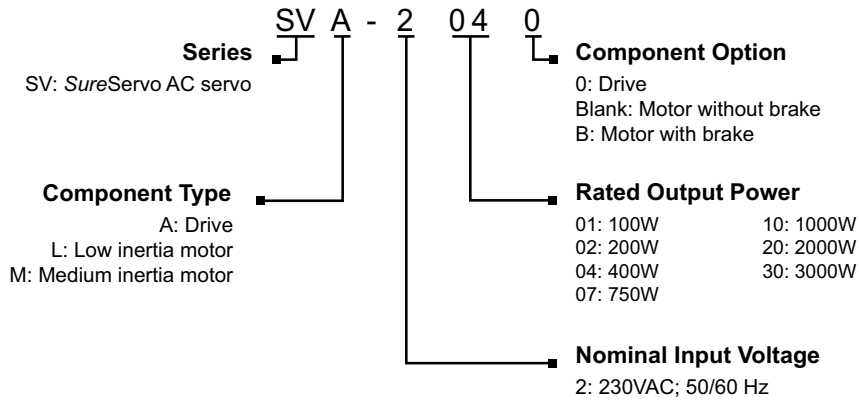 SV A - 2 04 0
Series
SV: SureServo AC servo
Component Type
A: Drive
L: Low inertia motor
M: Medium inertia motor
Component Option
0: Drive
Blank: Motor without brake
B: Motor with brake
Rated Output Power
01: 100W 10: 1000W
02: 200W 20: 2000W
04: 400W 30: 3000W
07: 750W
Nominal Input Voltage
2: 230VAC; 50/60 Hz